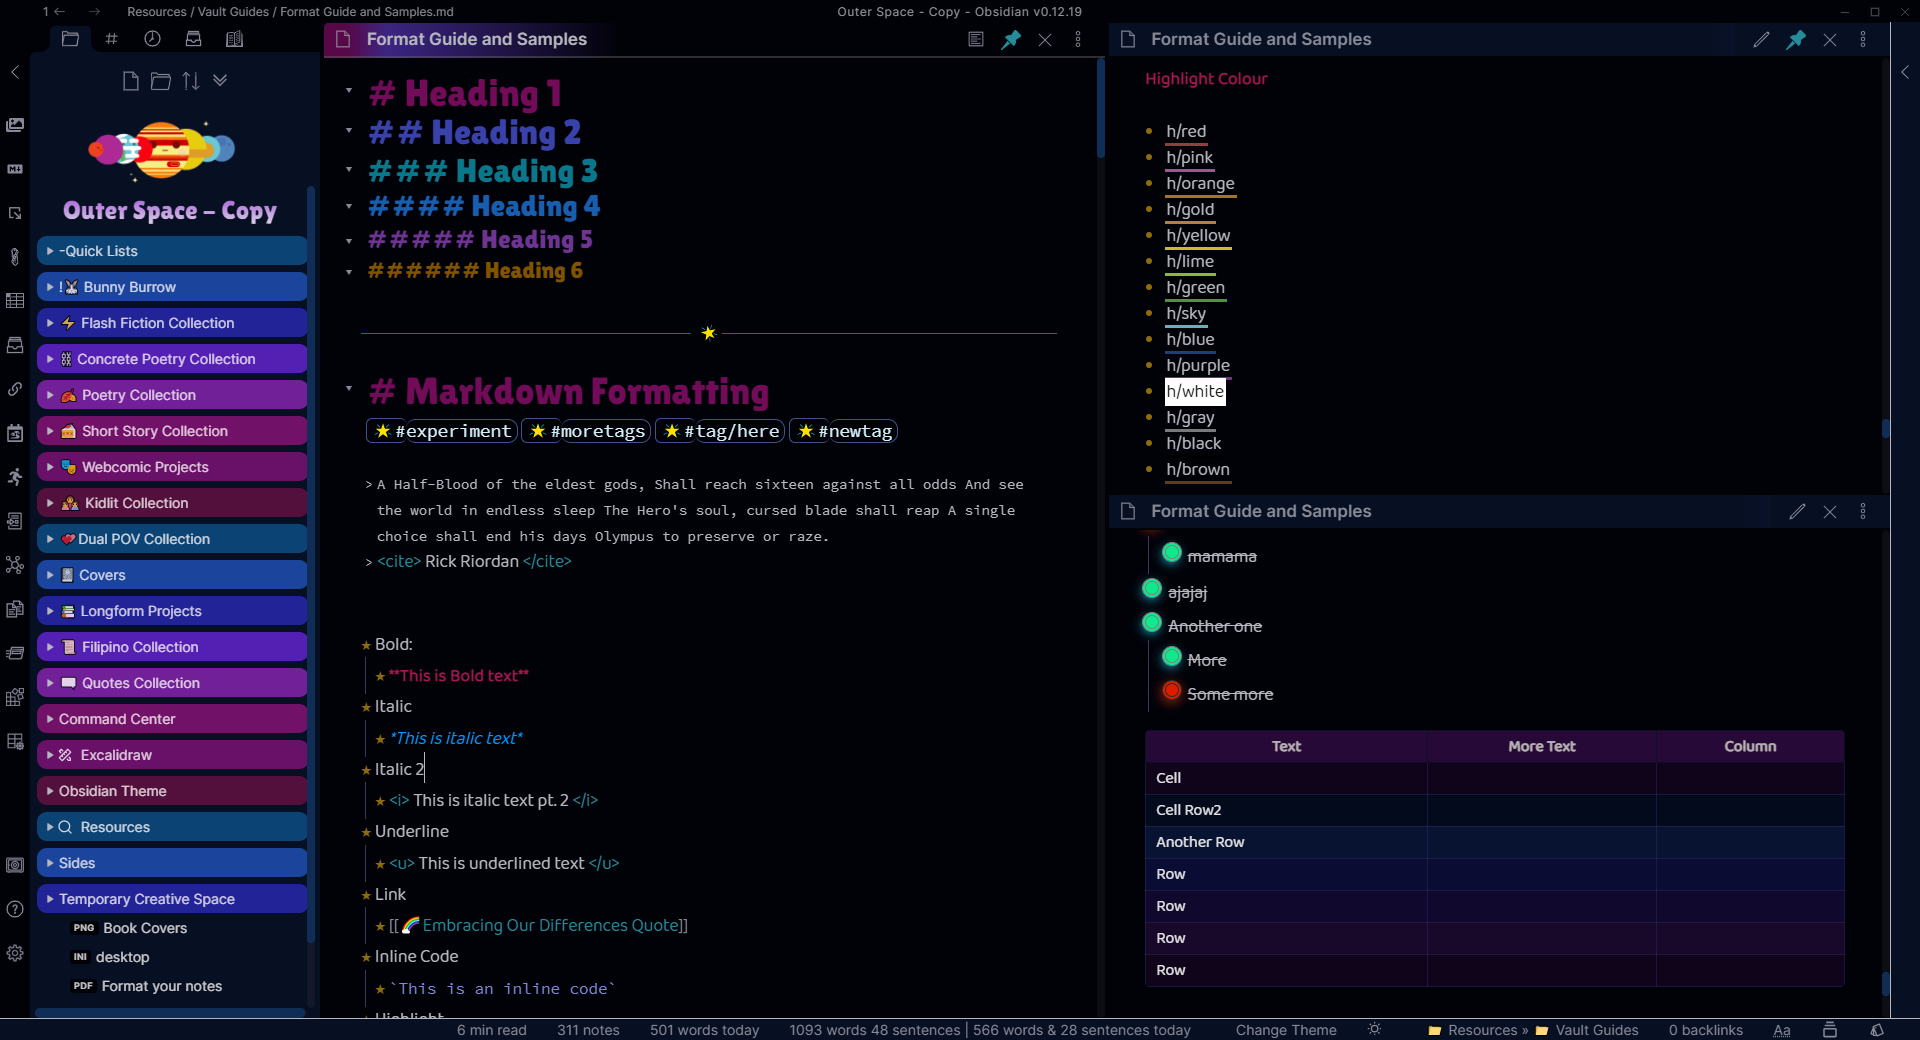 1
Resources / Vault Guides / Format Guide and Samples.md
Outer Space - Copy - Obsidian v0.12.19
Outer Space – Copy
-Quick Lists
! Bunny Burrow
Flash Fiction Collection
Concrete Poetry Collection
Poetry Collection
Short Story Collection
Webcomic Projects
Kidlit Collection
Dual POV Collection
Covers
Longform Projects
Filipino Collection
Quotes Collection
Command Center
Excalidraw
Obsidian Theme
Resources
Sides
Temporary Creative Space
PNG Book Covers
INI desktop
PDF Format your notes
Format Guide and Samples
# Heading 1
## Heading 2
### Heading 3
#### Heading 4
##### Heading 5
###### Heading 6
# Markdown Formatting
#experiment #moretags #tag/here #newtag
> A Half-Blood of the eldest gods, Shall reach sixteen against all odds And see
the world in endless sleep The Hero's soul, cursed blade shall reap A single
choice shall end his days Olympus to preserve or raze.
> <cite> Rick Riordan </cite>
Bold:
**This is Bold text**
Italic
*This is italic text*
Italic 2
<i> This is italic text pt. 2 </i>
Underline
<u> This is underlined text </u>
Link
[[🌈 Embracing Our Differences Quote]]
Inline Code
`This is an inline code`
Highlight
Format Guide and Samples
Highlight Colour
h/red
h/pink
h/orange
h/gold
h/yellow
h/lime
h/green
h/sky
h/blue
h/purple
h/white
h/gray
h/black
h/brown
Format Guide and Samples
mamama
ajajaj
Another one
More
Some more
Text More Text Column
Cell
Cell Row2
Another Row
Row
Row
Row
Row
6 min read 311 notes 501 words today 1093 words 48 sentences | 566 words & 28 sentences today Change Theme Resources » Vault Guides 0 backlinks Aa